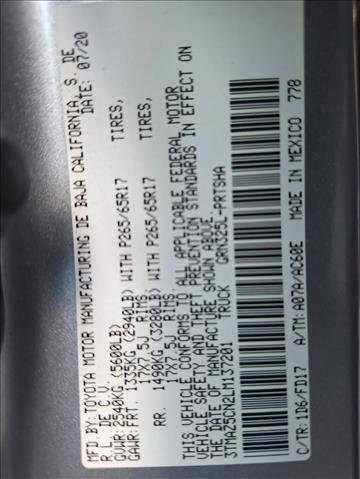 MFD. BY: TOYOTA MOTOR MANUFACTURING DE BAJA CALIFORNIA, S. DE
R.L. DE C.V. DATE: 07/20
GVWR: 2540KG (5600LB)
GAWR: FRT. 1335KG (2940LB) WITH P265/65R17 TIRES,
17X7.5J RIMS,
RR. 1490KG (3280LB) WITH P265/65R17 TIRES,
17X7.5J RIMS
THIS VEHICLE CONFORMS TO ALL APPLICABLE FEDERAL MOTOR
VEHICLE SAFETY AND THEFT PREVENTION STANDARDS IN EFFECT ON
THE DATE OF MANUFACTURE SHOWN ABOVE.
3TMAZ5CN2LM137201 TRUCK GRN325L-PRTSMA
C/TR: 1D6/FD17 A/TM: A07A/AC60E MADE IN MEXICO 778